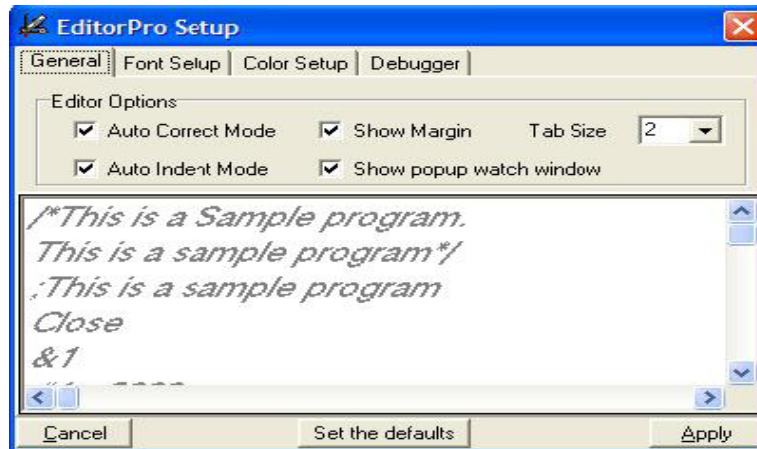 EditorPro Setup
General Font Setup Color Setup Debugger
Editor Options
Auto Correct Mode Show Margin Tab Size 2
Auto Indent Mode Show popup watch window
/*This is a Sample program.
This is a sample program*/
;This is a sample program
Close
&1
Cancel Set the defaults Apply